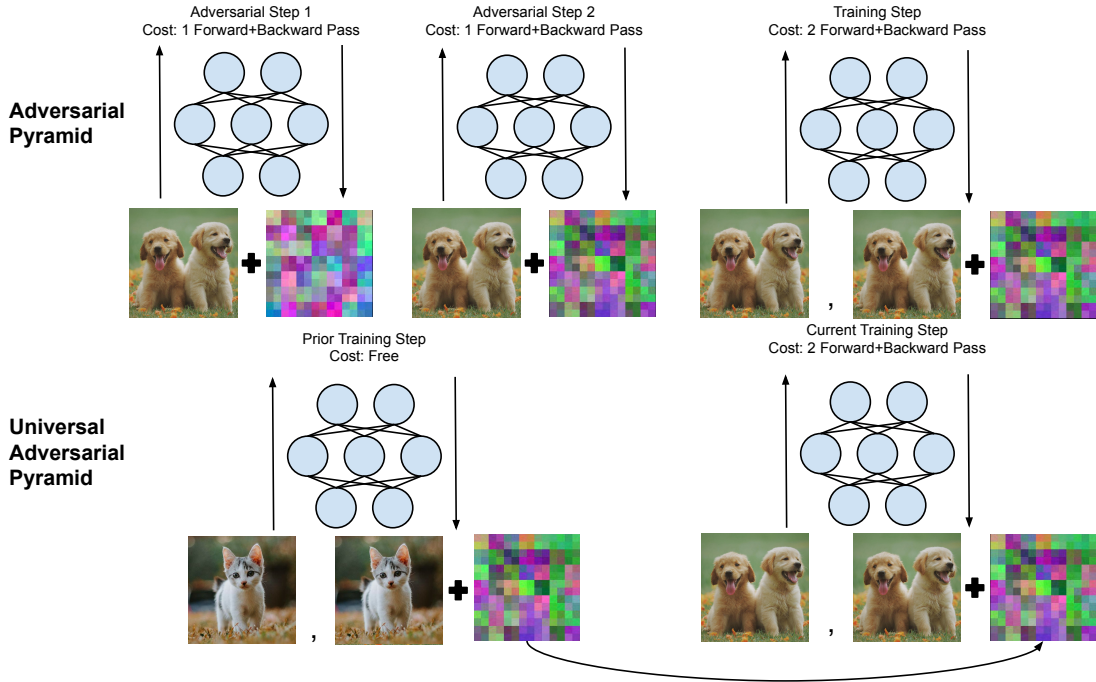 Adversarial Step 1
Cost: 1 Forward+Backward Pass
Adversarial Step 2
Cost: 1 Forward+Backward Pass
Training Step
Cost: 2 Forward+Backward Pass
Adversarial
Pyramid
,
Prior Training Step
Cost: Free
Current Training Step
Cost: 2 Forward+Backward Pass
Universal
Adversarial
Pyramid
,
,